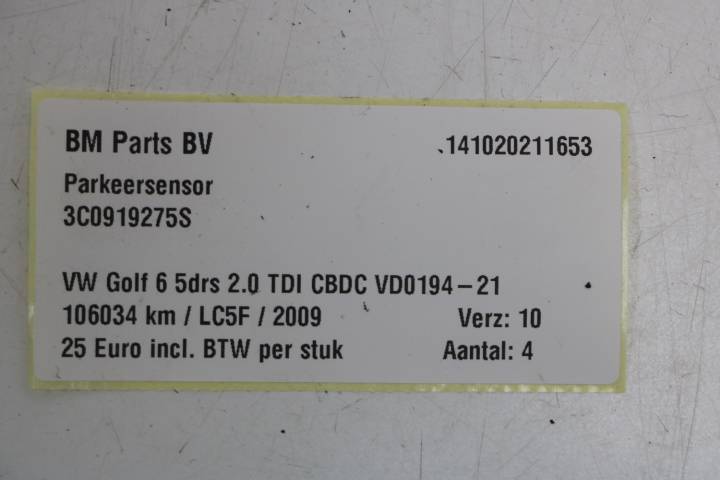 BM Parts BV 141020211653
Parkeersensor
3C0919275S
VW Golf 6 5drs 2.0 TDI CBDC VD0194-21
106034 km / LC5F / 2009 Verz: 10
25 Euro incl. BTW per stuk Aantal: 4